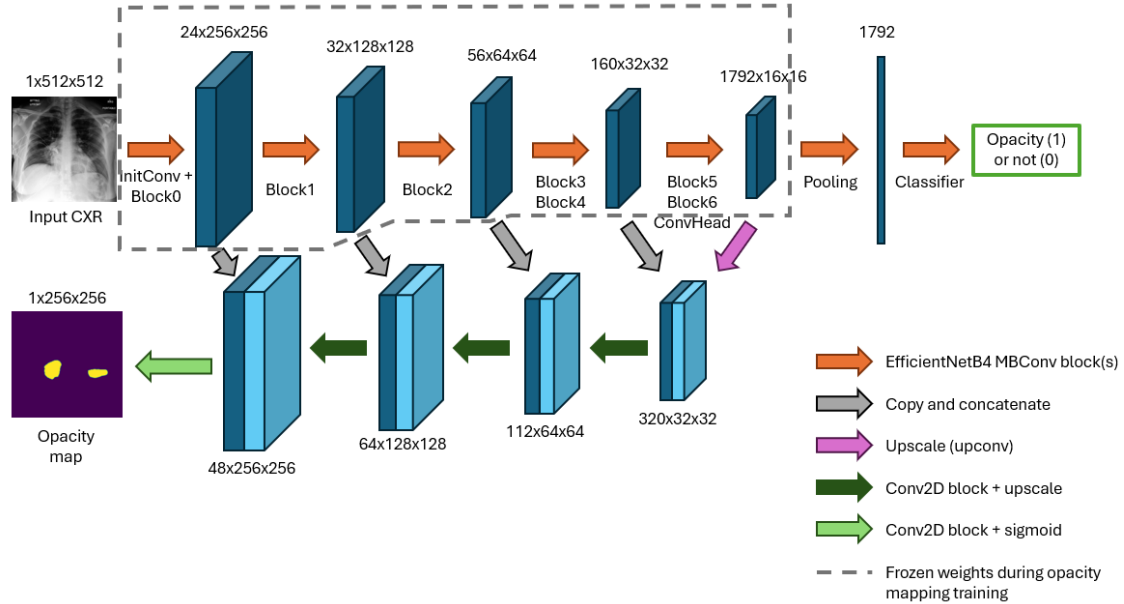 24x256x256
32x128x128
56x64x64
160x32x32
1792x16x16
1792
1x512x512
InitConv +
Block0
Block1
Block2
Block3
Block4
Block5
Block6
ConvHead
Pooling
Classifier
Opacity (1)
or not (0)
Input CXR
1x256x256
Opacity
map
48x256x256
64x128x128
112x64x64
320x32x32
EfficientNetB4 MBConv block(s)
Copy and concatenate
Upscale (upconv)
Conv2D block + upscale
Conv2D block + sigmoid
Frozen weights during opacity
mapping training